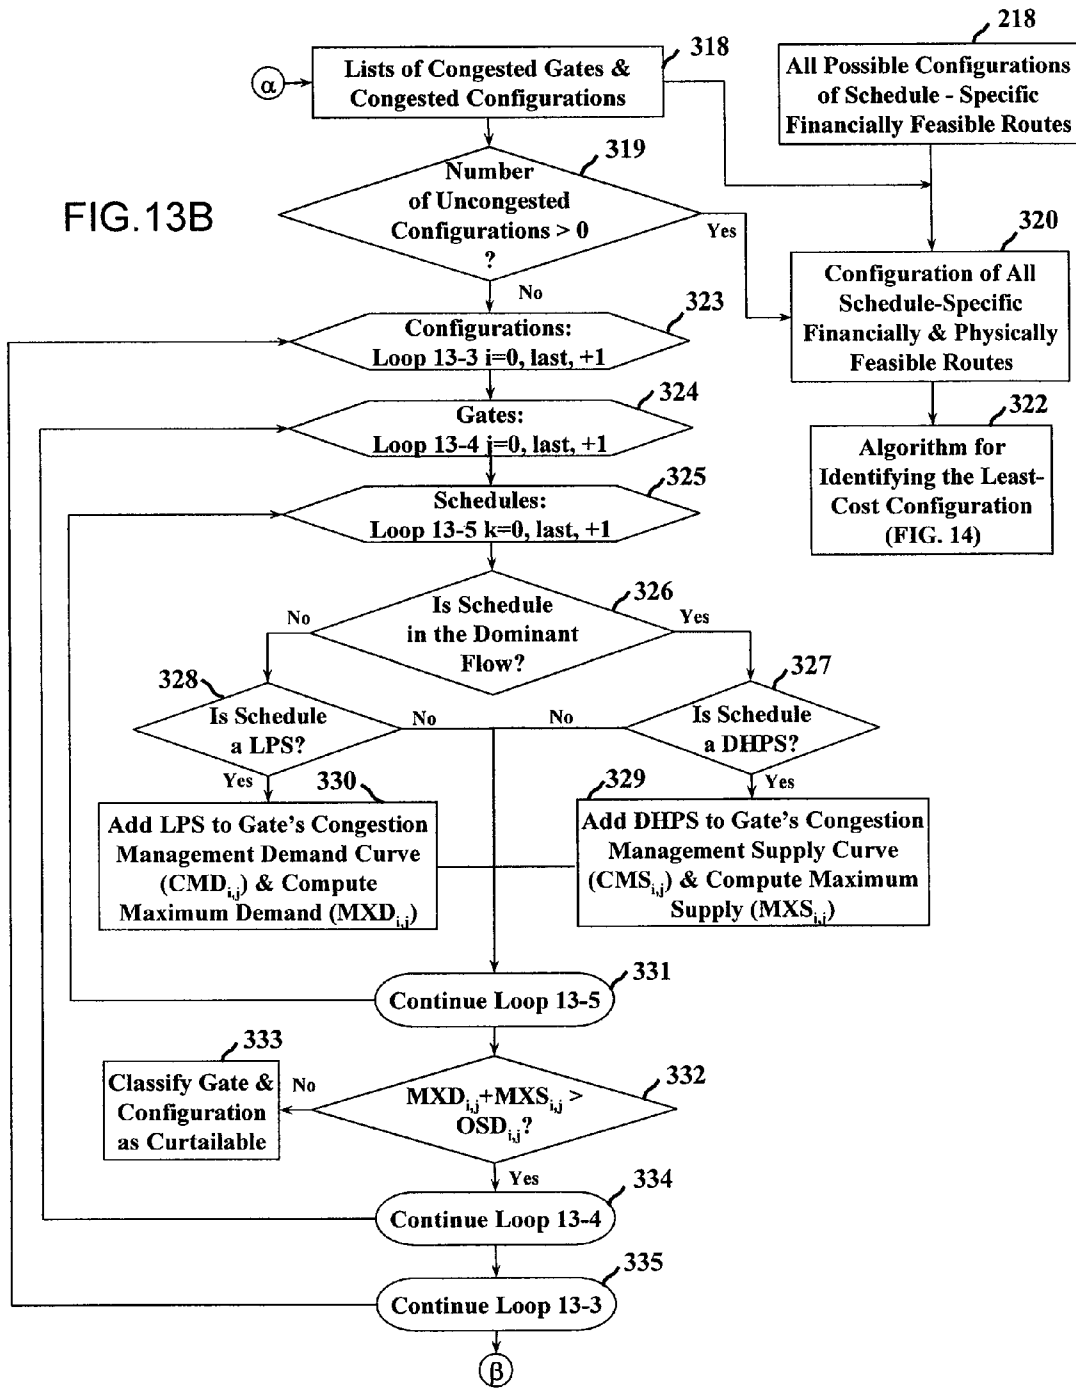 218
318
α
Lists of Congested Gates &
Congested Configurations
All Possible Configurations
of Schedule - Specific
Financially Feasible Routes
319
Number
of Uncongested
Configurations > 0
?
FIG.13B
Yes
No
320
Configuration of All
Schedule-Specific
Financially & Physically
Feasible Routes
323
Configurations:
Loop 13-3 i=0, last, +1
324
Gates:
Loop 13-4 j=0, last, +1
322
Algorithm for
Identifying the Least-
Cost Configuration
(FIG. 14)
325
Schedules:
Loop 13-5 k=0, last, +1
326
Is Schedule
in the Dominant
Flow?
No
Yes
328
Is Schedule
a LPS?
No
Yes
327
Is Schedule
a DHPS?
No
Yes
330
Add LPS to Gate's Congestion
Management Demand Curve
(CMD i,j) & Compute
Maximum Demand (MXD i,j)
329
Add DHPS to Gate's Congestion
Management Supply Curve
(CMS i,j) & Compute Maximum
Supply (MXS i,j)
331
Continue Loop 13-5
333
Classify Gate &
Configuration
as Curtailable
No
332
MXD i,j+MXS i,j >
OSD i,j?
Yes
334
Continue Loop 13-4
335
Continue Loop 13-3
β